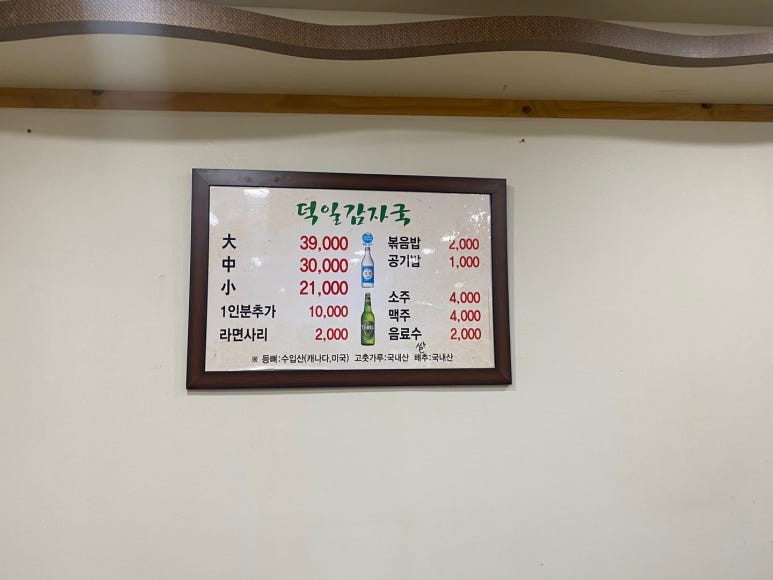 덕일감자국
大 39,000
中 30,000
小 21,000
1인분추가 10,000
라면사리 2,000
볶음밥 2,000
공기밥 1,000
소주 4,000
맥주 4,000
음료수 2,000
쌀
※ 등뼈:수입산(캐나다,미국) 고춧가루:국내산 배추:국내산
TERRA